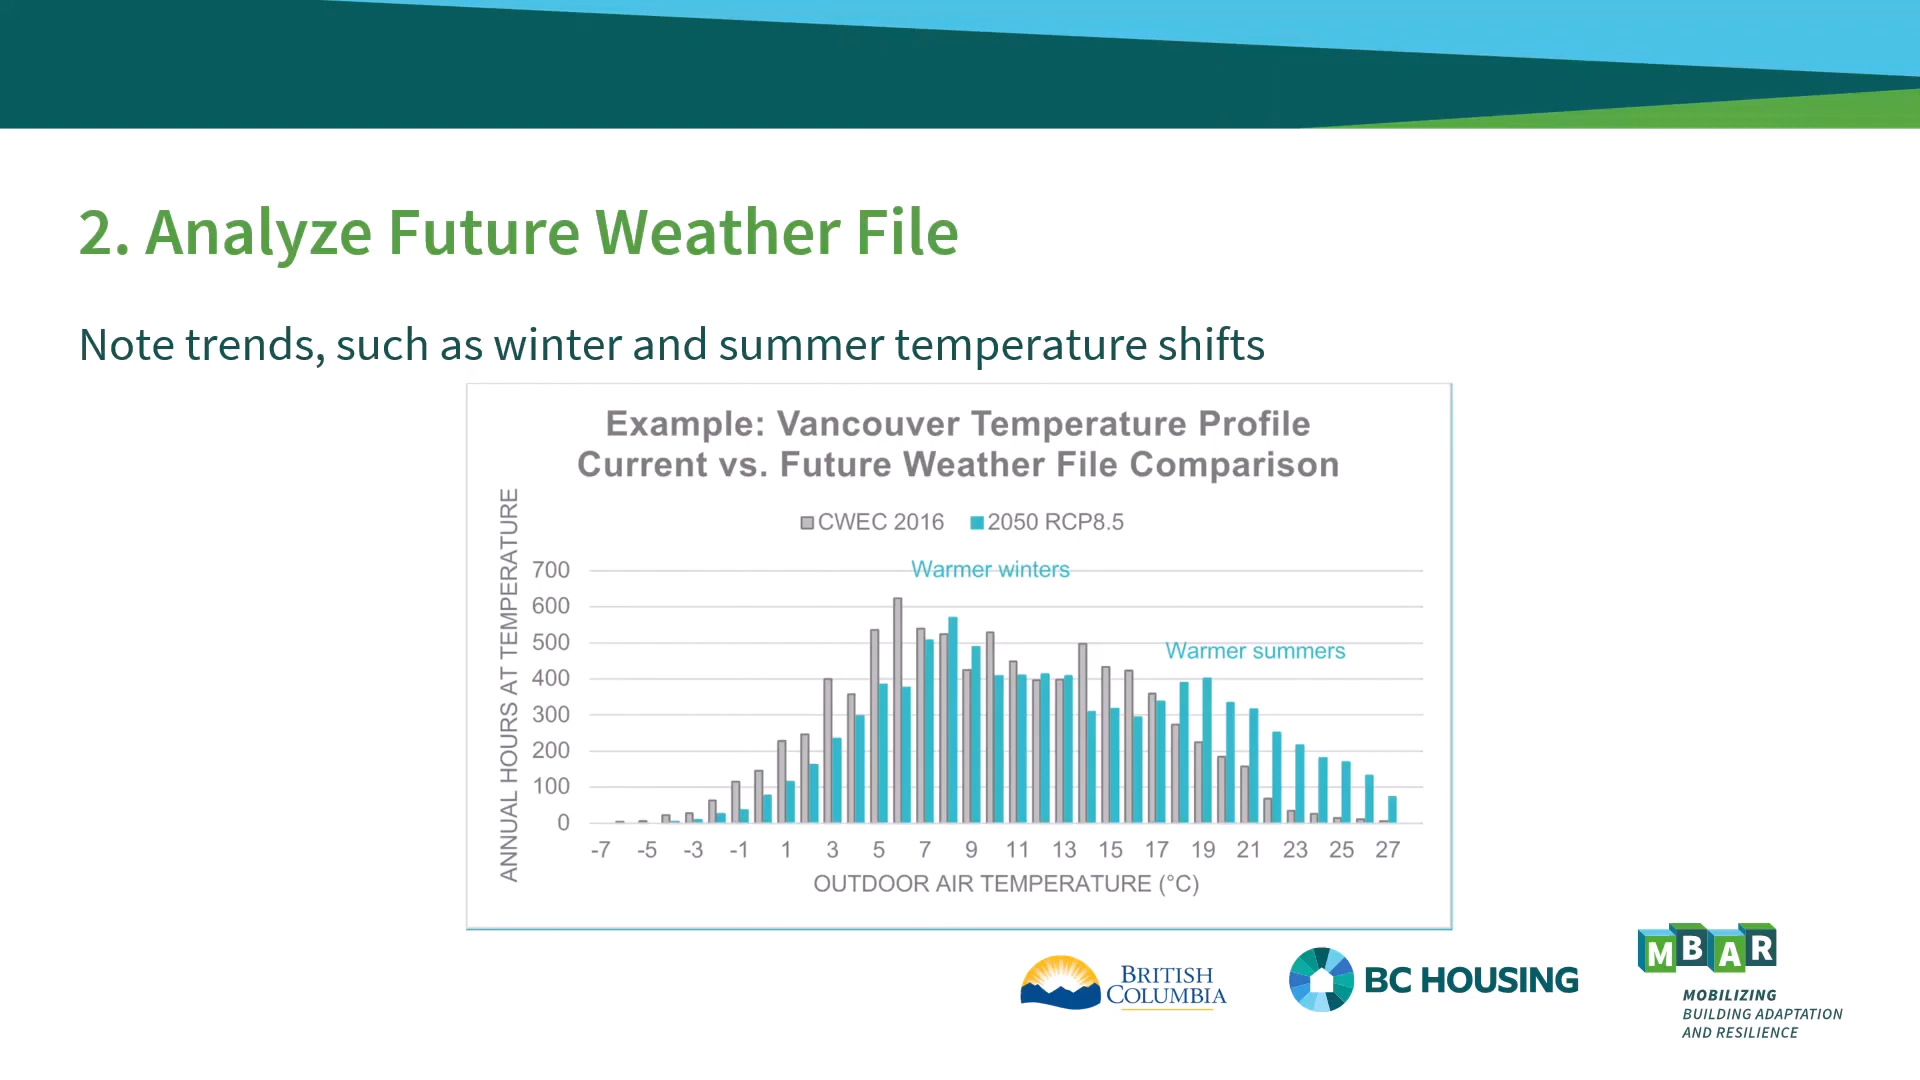 2. Analyze Future Weather File
Note trends, such as winter and summer temperature shifts
Example: Vancouver Temperature Profile
Current vs. Future Weather File Comparison
CWEC 2016 2050 RCP8.5
ANNUAL HOURS AT TEMPERATURE
Warmer winters
Warmer summers
700
600
500
400
300
200
100
0
-7 -5 -3 -1 1 3 5 7 9 11 13 15 17 19 21 23 25 27
OUTDOOR AIR TEMPERATURE (°C)
BRITISH
COLUMBIA
BC HOUSING
MBAR
MOBILIZING
BUILDING ADAPTATION
AND RESILIENCE